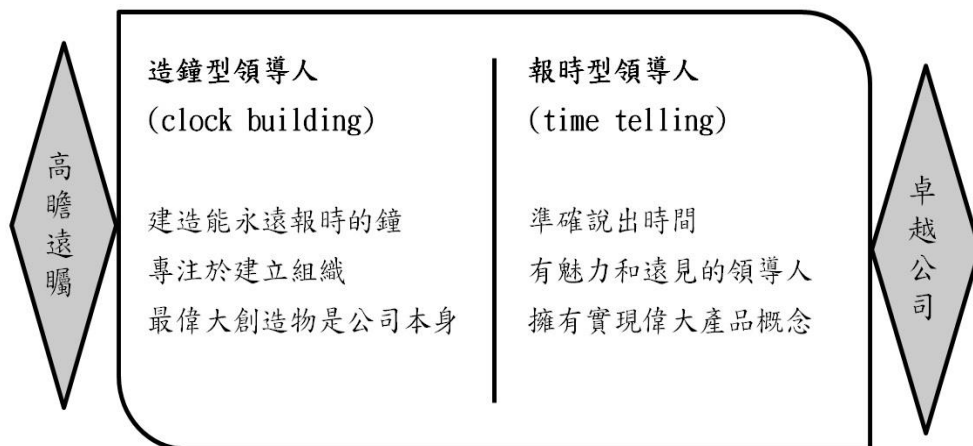 高瞻遠矚
造鐘型領導人
(clock building)
建造能永遠報時的鐘
專注於建立組織
最偉大創造物是公司本身
報時型領導人
(time telling)
準確說出時間
有魅力和遠見的領導人
擁有實現偉大產品概念
卓越公司